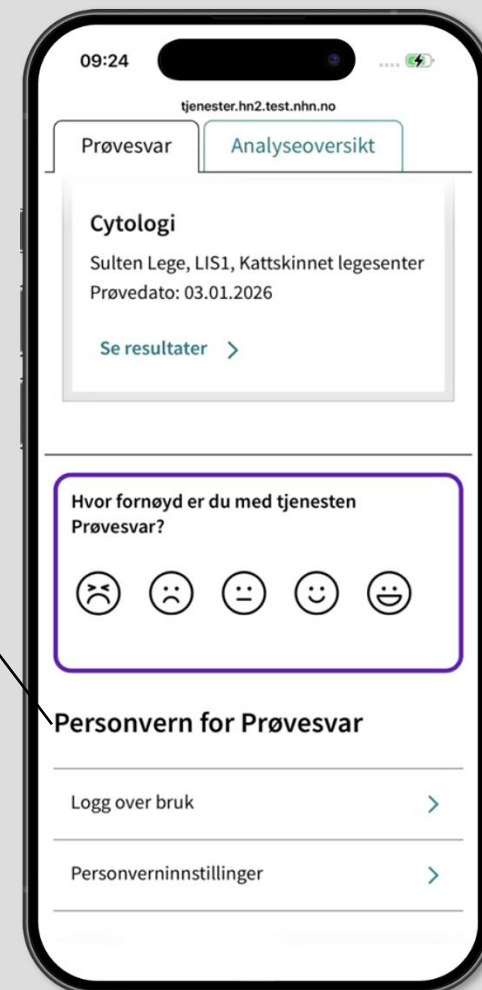 09:24
tjenester.hn2.test.nhn.no
Prøvesvar
Analyseoversikt
Cytologi
Sulten Lege, LIS1, Kattskinnet legesenter
Prøvedato: 03.01.2026
Se resultater
Hvor fornøyd er du med tjenesten
Prøvesvar?
Personvern for Prøvesvar
Logg over bruk
Personverninnstillinger